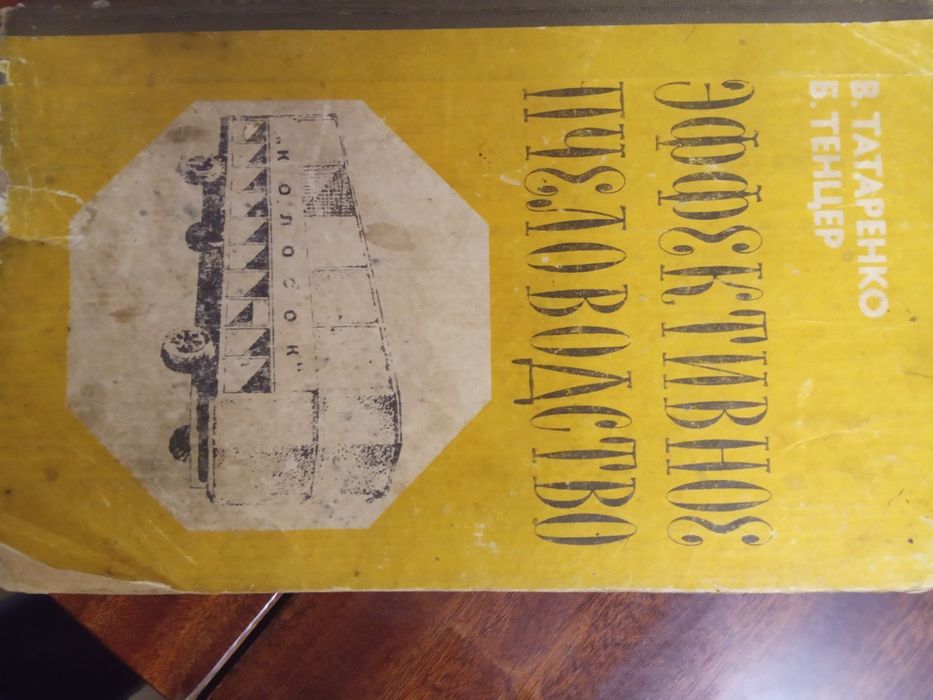 В. ТАТАРЕНКО
Б. ТЕНЦЕР
ЭФФЕКТИВНОЕ
ПЧЕЛОВОДСТВО
"КОЛОСОК"